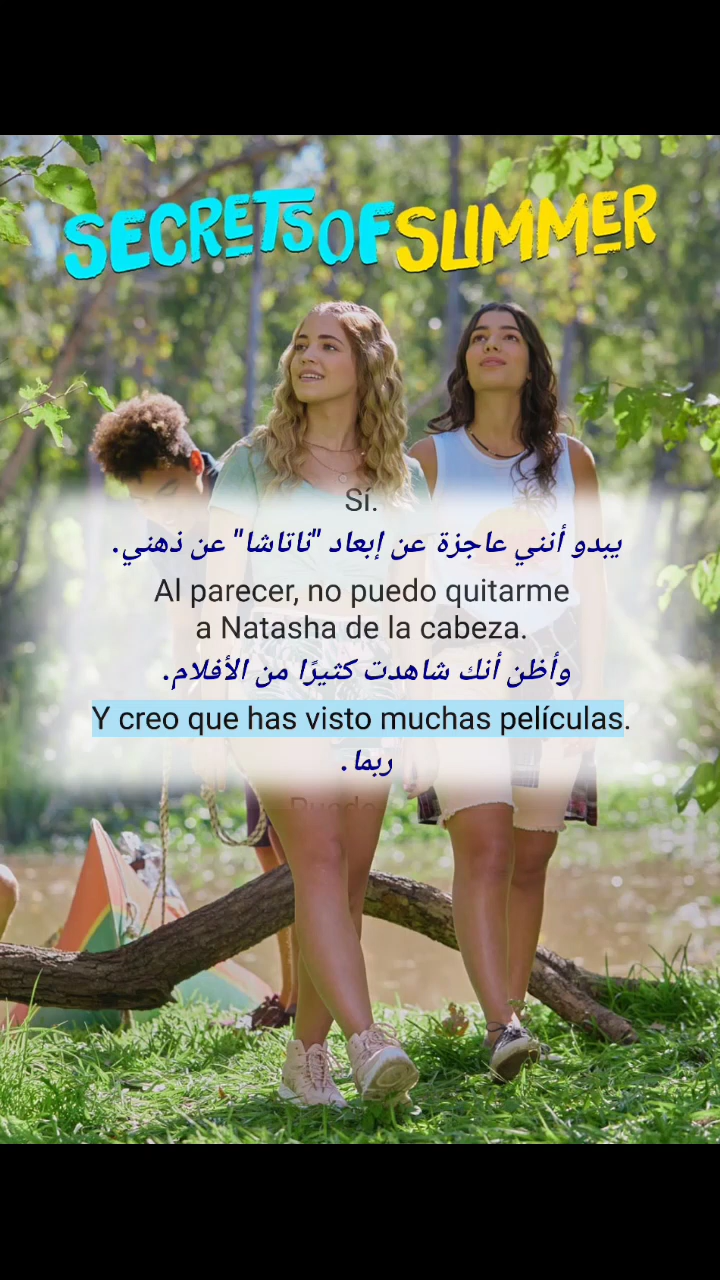 SECRETS OF SUMMER
Sí.
يبدو أنني عاجزة عن إبعاد "ناتاشا" عن ذهني.
Al parecer, no puedo quitarme
a Natasha de la cabeza.
وأظن أنك شاهدت كثيرًا من الأفلام.
Y creo que has visto muchas películas.
ربما.